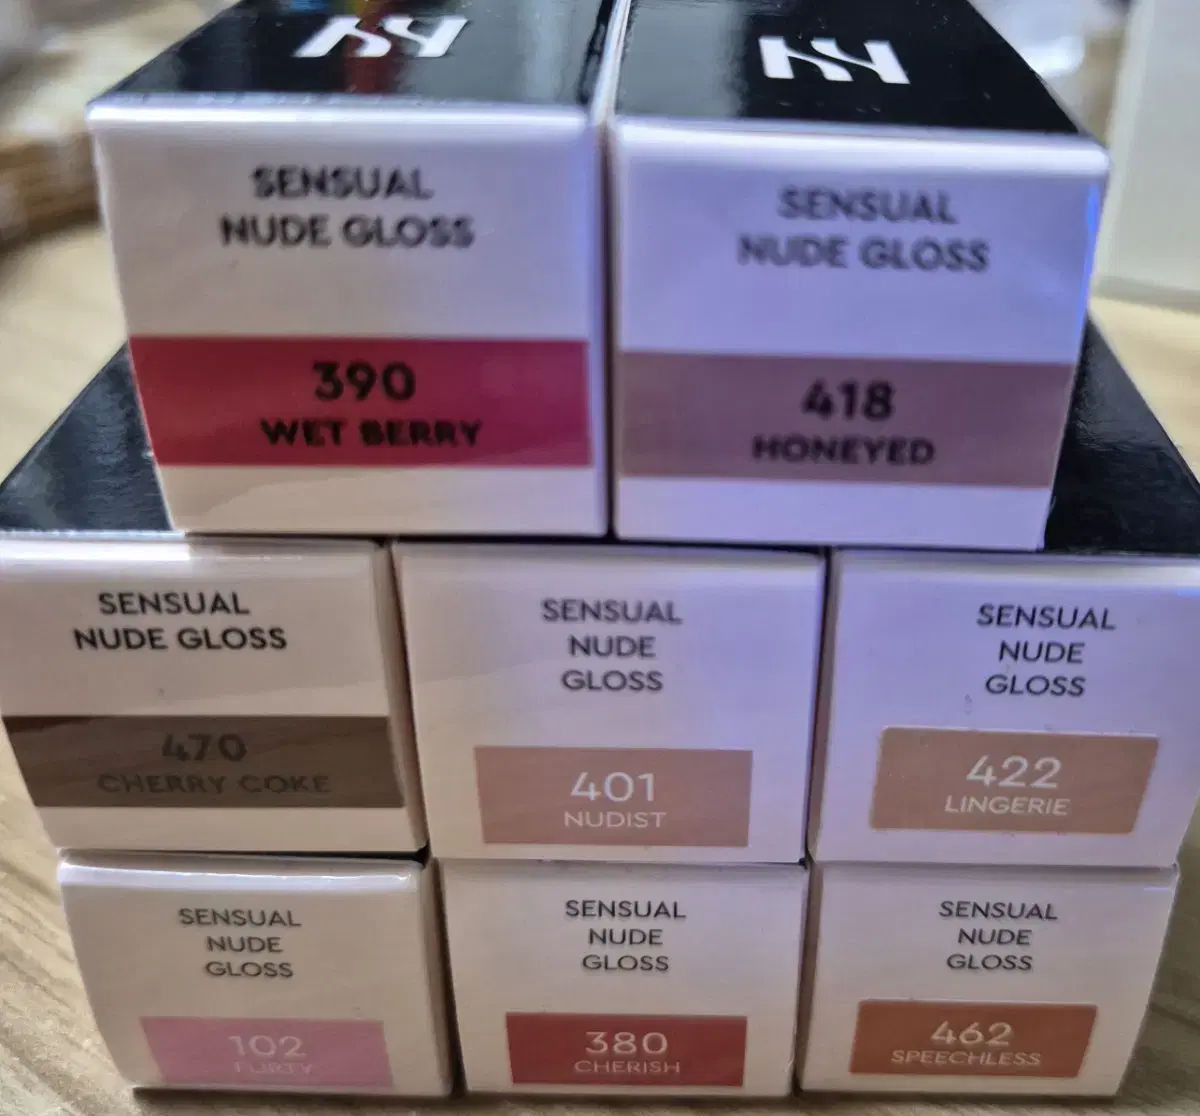 SENSUAL
NUDE GLOSS
390
WET BERRY
SENSUAL
NUDE GLOSS
418
HONEYED
SENSUAL
NUDE GLOSS
470
CHERRY COKE
SENSUAL
NUDE
GLOSS
401
NUDIST
SENSUAL
NUDE
GLOSS
422
LINGERIE
SENSUAL
NUDE
GLOSS
102
SENSUAL
NUDE
GLOSS
380
CHERISH
SENSUAL
NUDE
GLOSS
462
SPEECHLESS